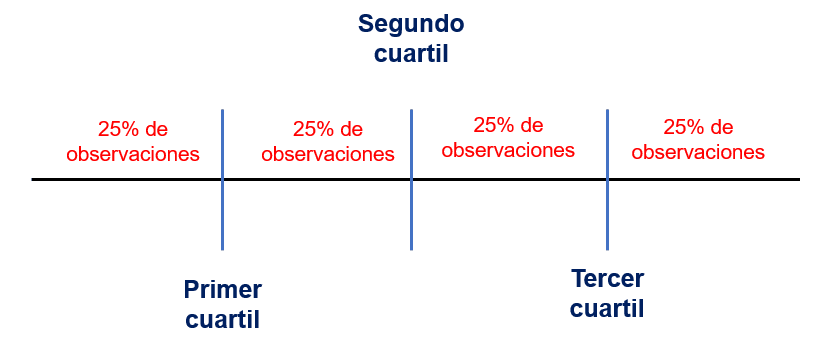 Segundo
cuartil
25% de
observaciones
25% de
observaciones
25% de
observaciones
25% de
observaciones
Primer
cuartil
Tercer
cuartil